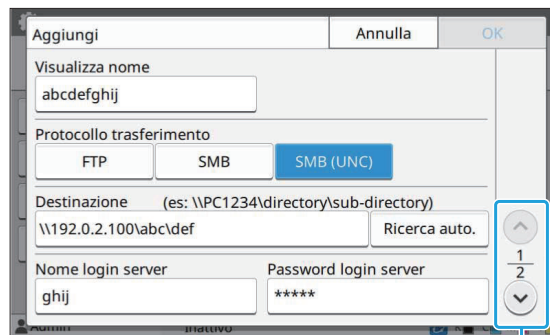 Aggiungi Annulla OK
Visualizza nome
abcdefghij
Protocollo trasferimento
FTP SMB SMB (UNC)
Destinazione (es: \\PC1234\directory\sub-directory)
\\192.0.2.100\abc\def Ricerca auto.
1
2
Nome login server Password login server
ghij *****
Admin Inattivo K C